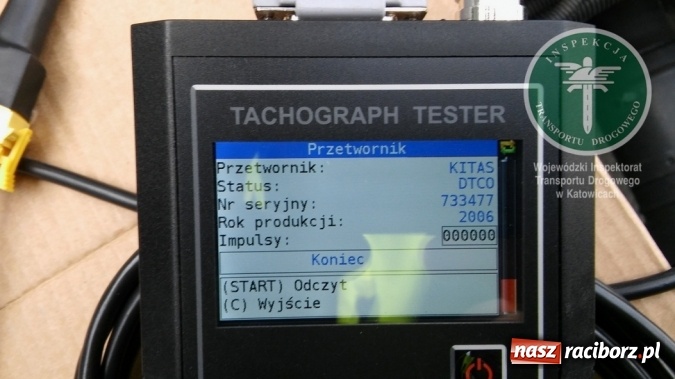 INSPEKCJA
TRANSPORTU DROGOWEGO
Wojewódzki Inspektorat
Transportu Drogowego
w Katowicach
TACHOGRAPH TESTER
Przetwornik
Przetwornik: KITAS
Status: DTCO
Nr seryjny: 733477
Rok produkcji: 2006
Impulsy: 000000
Koniec
(START) Odczyt
(C) Wyjście
nasz raciborz.pl